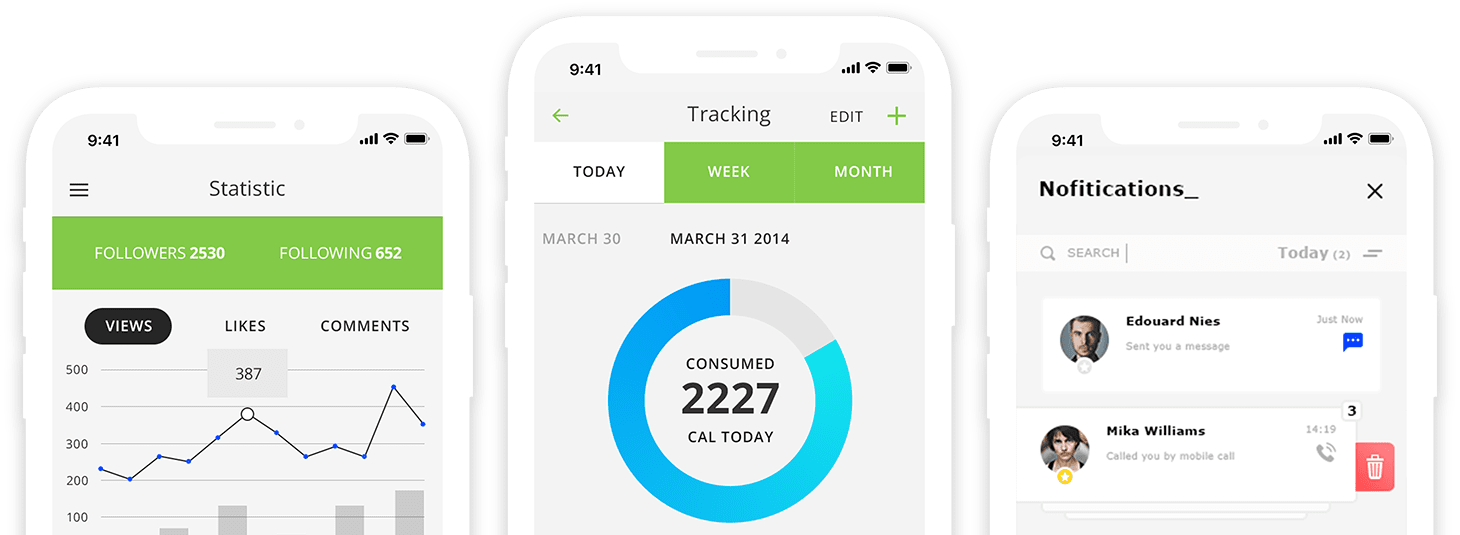 9:41
Statistic
FOLLOWERS 2530 FOLLOWING 652
VIEWS LIKES COMMENTS
387
500
400
300
200
100
9:41
Tracking EDIT
TODAY WEEK MONTH
MARCH 30 MARCH 31 2014
CONSUMED
2227
CAL TODAY
9:41
Nofitications_
SEARCH Today (2)
Edouard Nies Just Now
Sent you a message
3
Mika Williams 14:19
Called you by mobile call